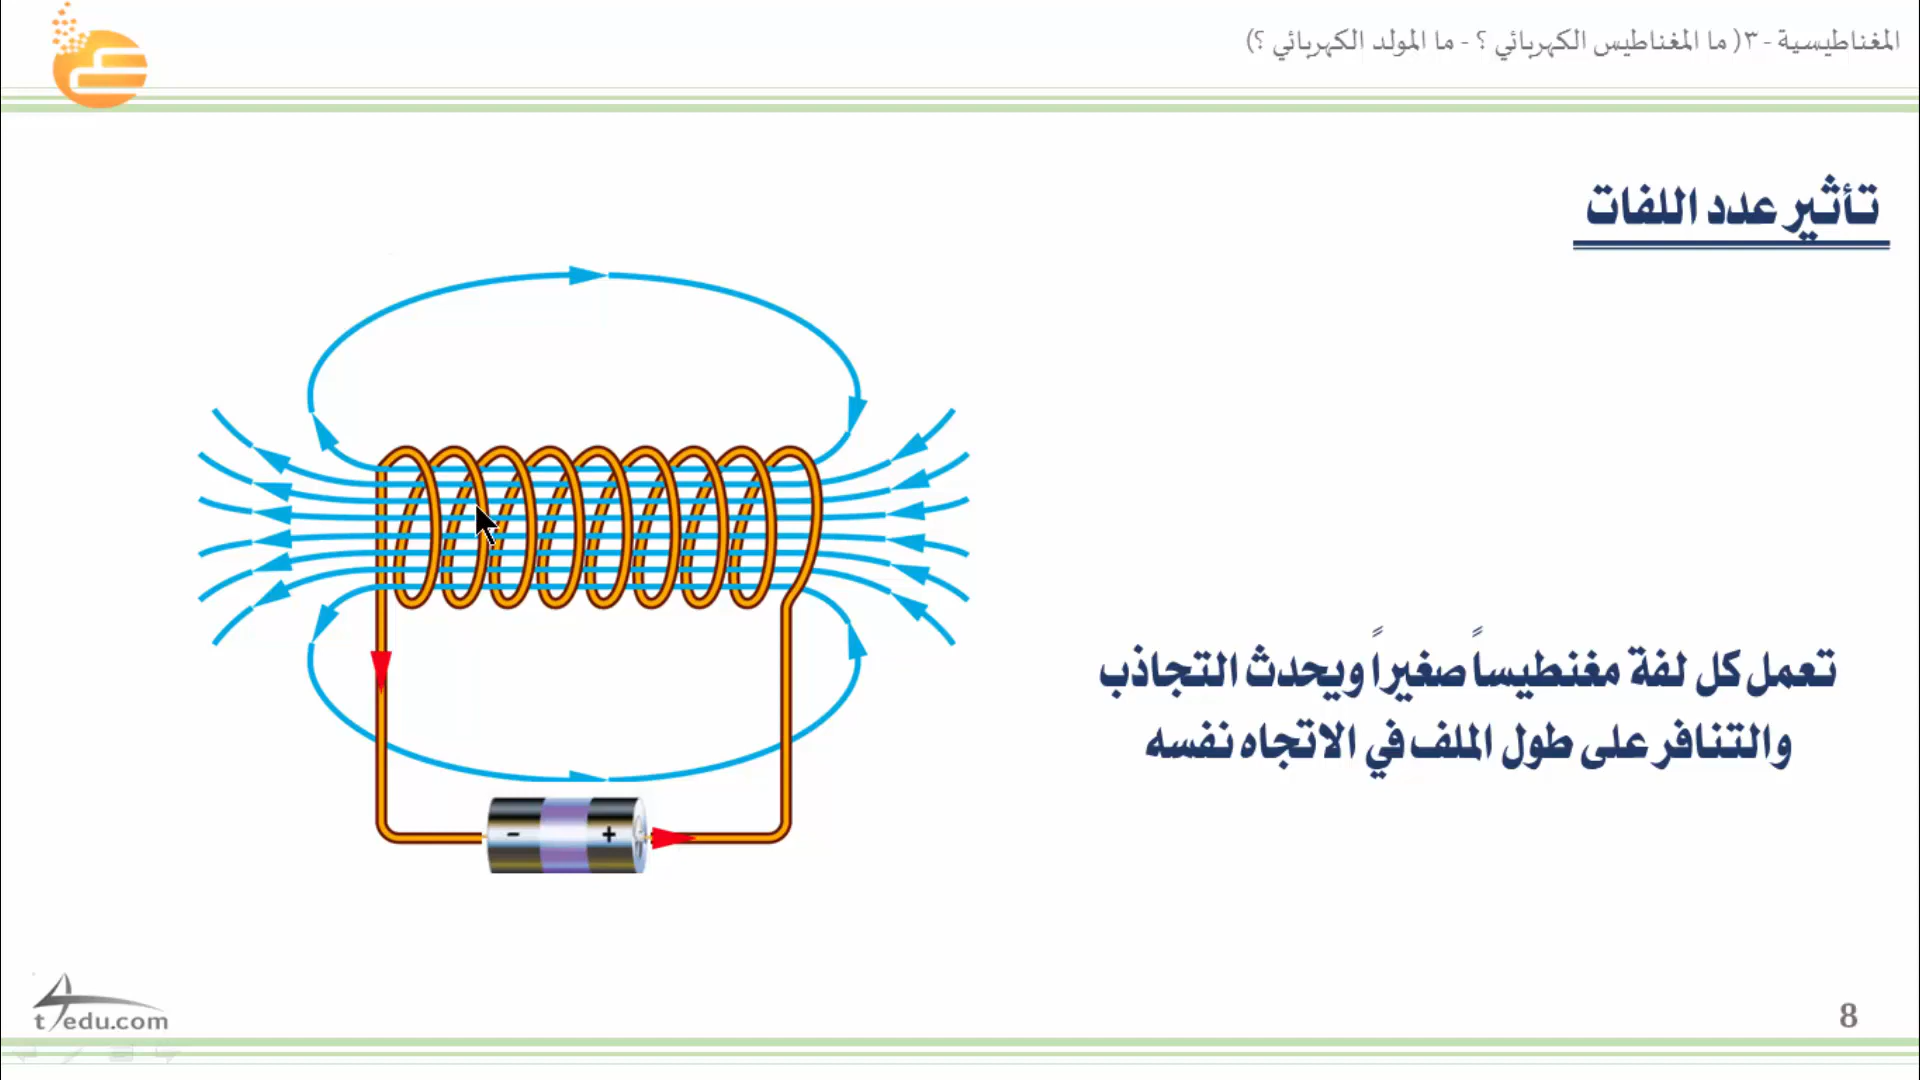 المغناطيسية - ٣( ما المغناطيس الكهربائي ؟ - ما المولد الكهربائي ؟)
تأثير عدد اللفات
تعمل كل لفة مغنطيساً صغيراً ويحدث التجاذب
والتنافر على طول الملف في الاتجاه نفسه
- +
t4edu.com
8